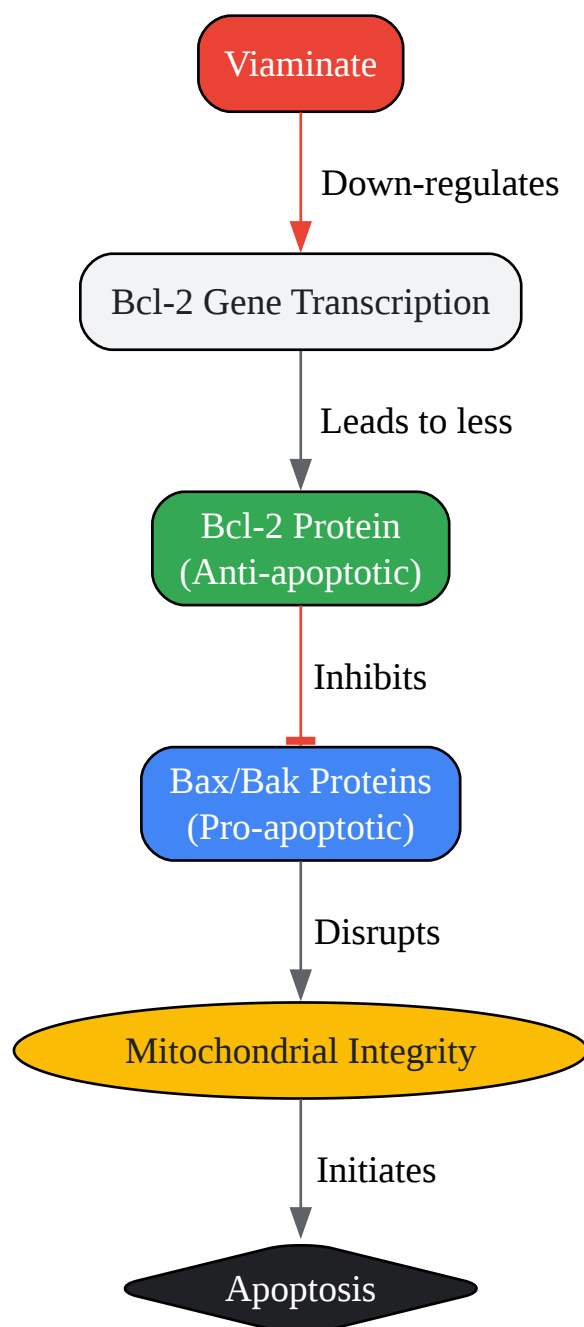 Viaminate
Down-regulates
Bcl-2 Gene Transcription
Leads to less
Bcl-2 Protein
(Anti-apoptotic)
Inhibits
Bax/Bak Proteins
(Pro-apoptotic)
Disrupts
Mitochondrial Integrity
Initiates
Apoptosis